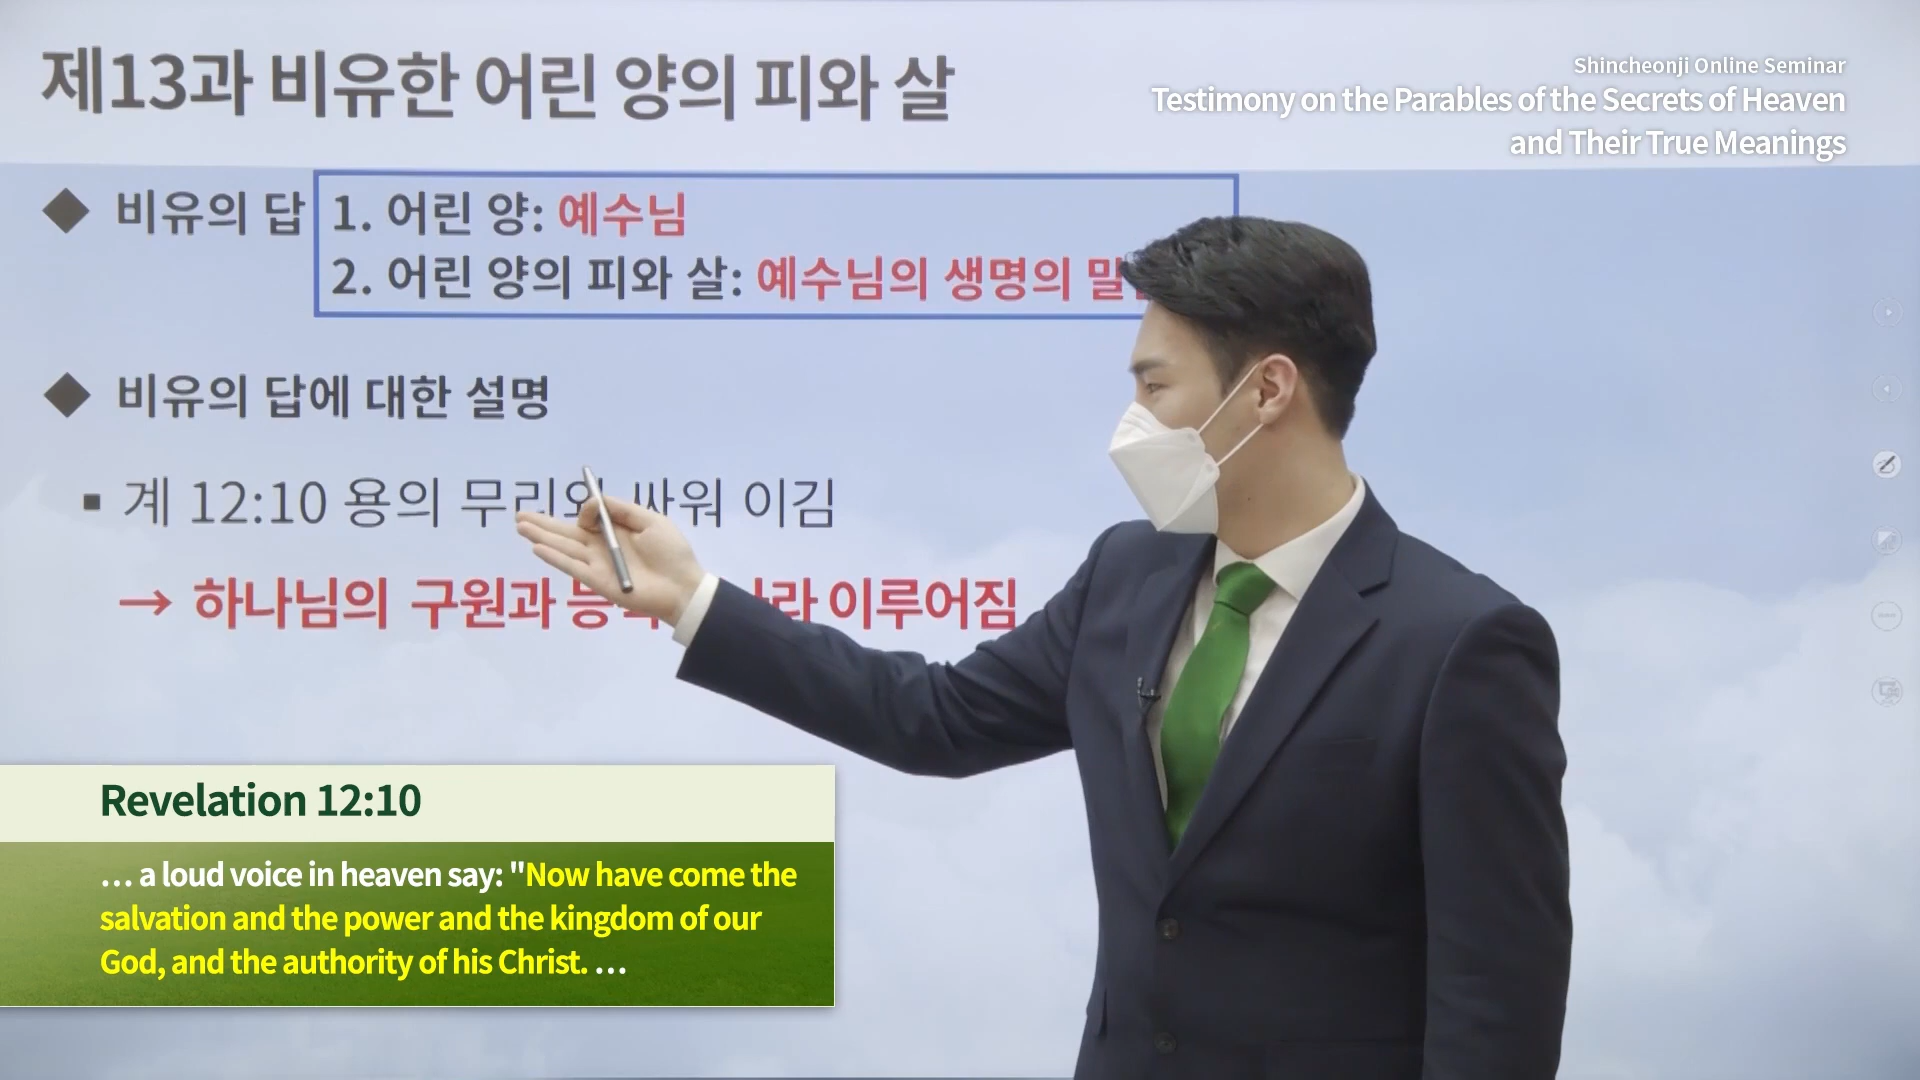 제13과 비유한 어린 양의 피와 살
Shincheonji Online Seminar
Testimony on the Parables of the Secrets of Heaven
and Their True Meanings
◆ 비유의 답
1. 어린 양: 예수님
2. 어린 양의 피와 살: 예수님의 생명의
◆ 비유의 답에 대한 설명
▪ 계 12:10 용의 무리와 싸워 이김
→ 하나님의 구원과 이루어짐
Revelation 12:10
… a loud voice in heaven say: "Now have come the
salvation and the power and the kingdom of our
God, and the authority of his Christ. …